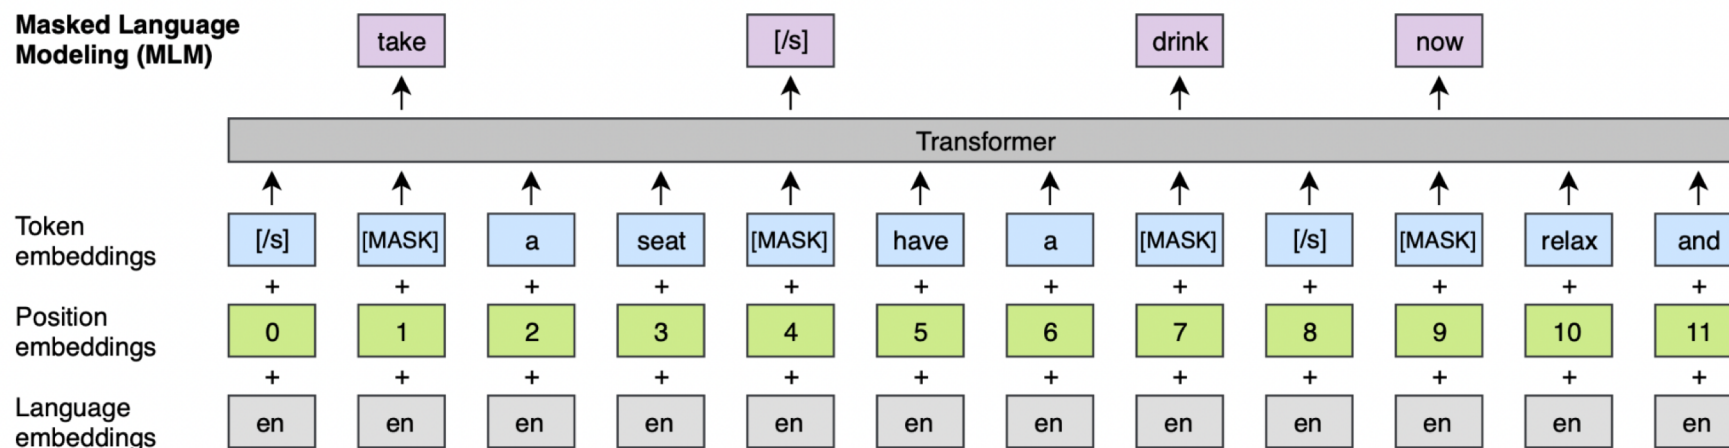 Masked Language
Modeling (MLM)
take [/s] drink now
Transformer
Token
embeddings
[/s] [MASK] a seat [MASK] have a [MASK] [/s] [MASK] relax and
+ + + + + + + + + + + +
Position
embeddings
0 1 2 3 4 5 6 7 8 9 10 11
+ + + + + + + + + + + +
Language
embeddings
en en en en en en en en en en en en